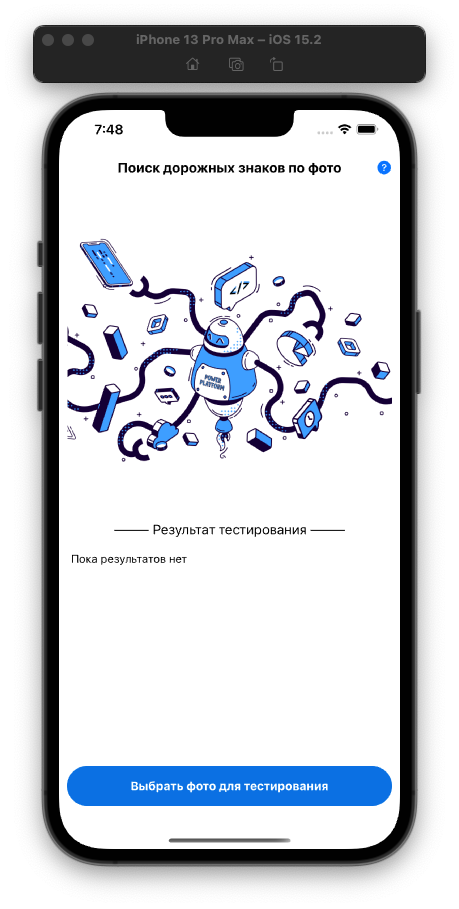 iPhone 13 Pro Max – iOS 15.2
7:48
Поиск дорожных знаков по фото
?
</>
POWER
PLATFORM
Результат тестирования
Пока результатов нет
Выбрать фото для тестирования